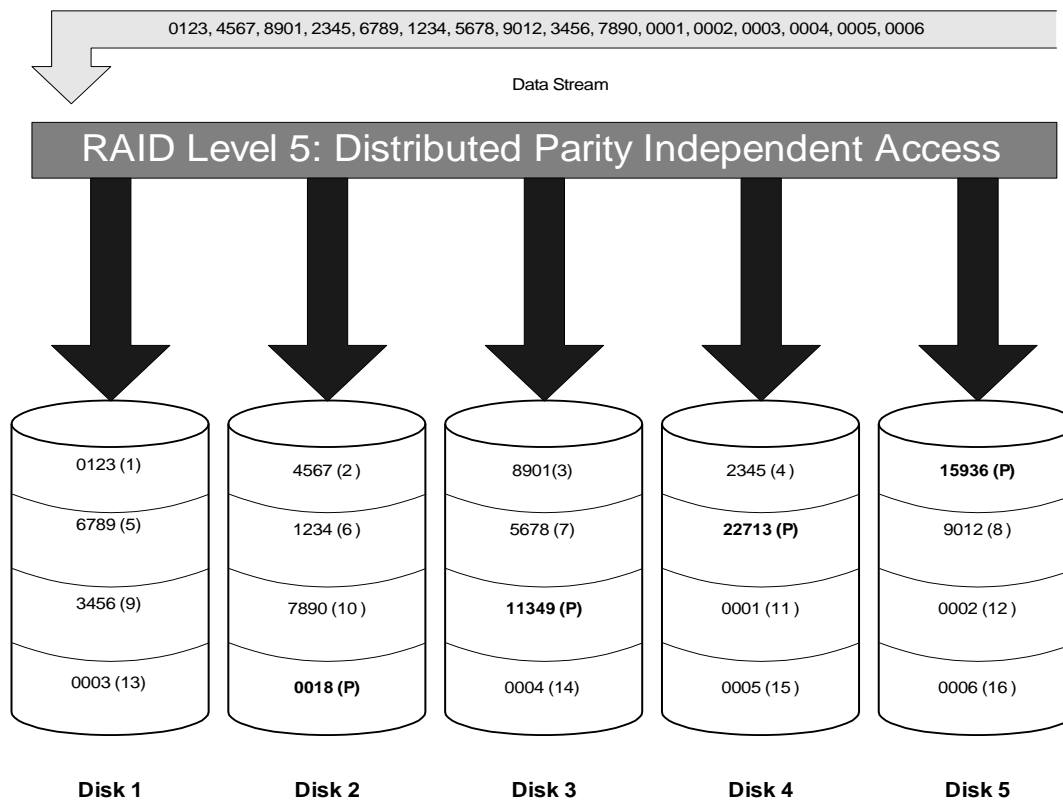 0123, 4567, 8901, 2345, 6789, 1234, 5678, 9012, 3456, 7890, 0001, 0002, 0003, 0004, 0005, 0006
Data Stream
RAID Level 5: Distributed Parity Independent Access
0123 (1) 4567 (2 ) 8901(3) 2345 (4 ) 15936 (P)
6789 (5) 1234 (6 ) 5678 (7) 22713 (P) 9012 (8 )
3456 (9) 7890 (10 ) 11349 (P) 0001 (11 ) 0002 (12 )
0003 (13) 0018 (P) 0004 (14 ) 0005 (15 ) 0006 (16 )
Disk 1 Disk 2 Disk 3 Disk 4 Disk 5